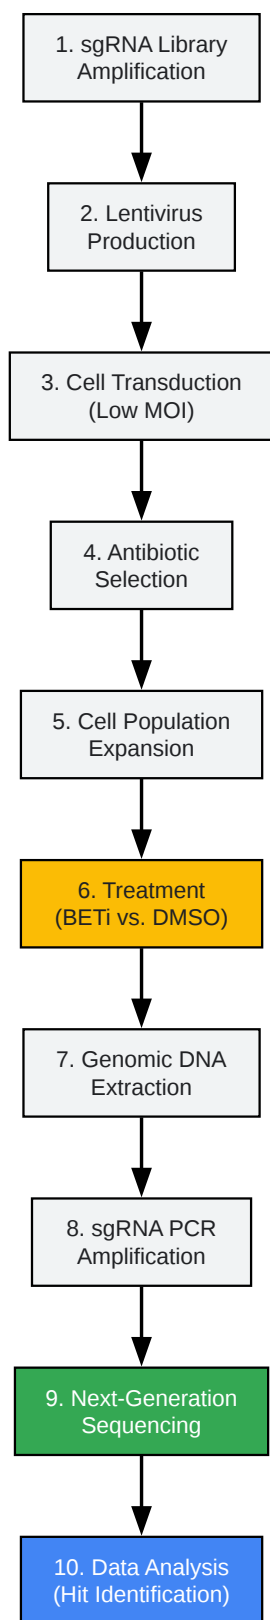 1. sgRNA Library
Amplification
2. Lentivirus
Production
3. Cell Transduction
(Low MOI)
4. Antibiotic
Selection
5. Cell Population
Expansion
6. Treatment
(BETi vs. DMSO)
7. Genomic DNA
Extraction
8. sgRNA PCR
Amplification
9. Next-Generation
Sequencing
10. Data Analysis
(Hit Identification)